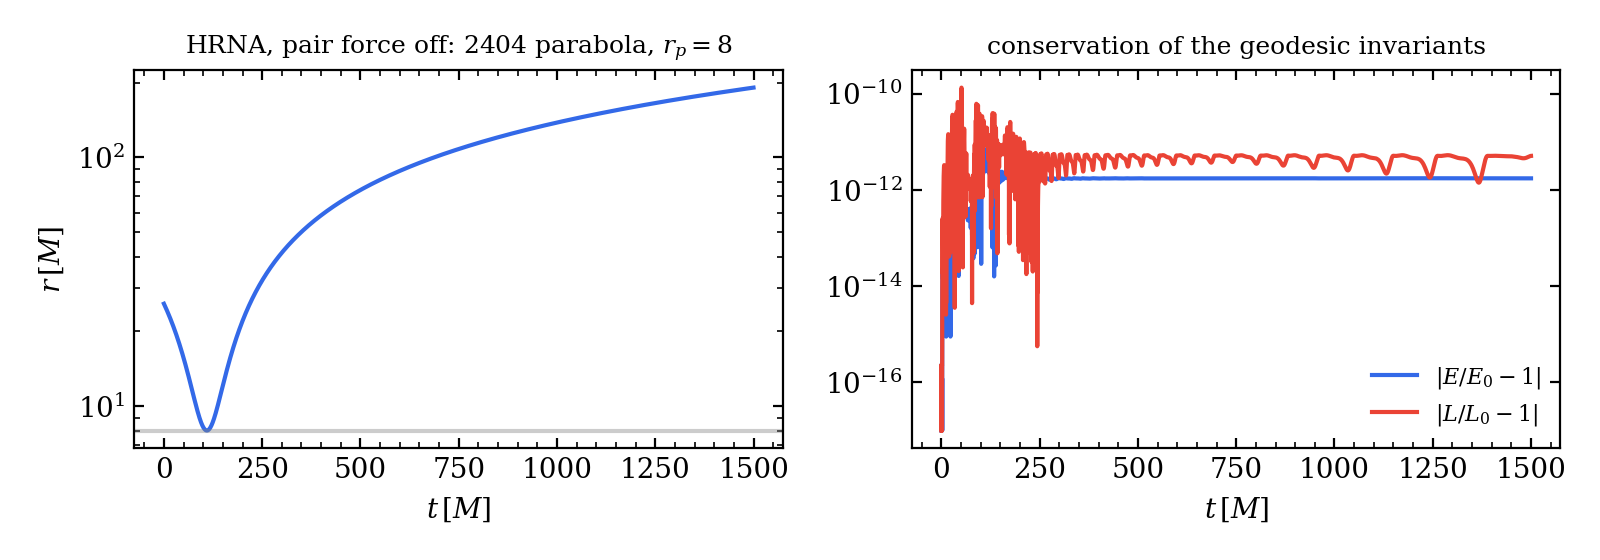 HRNA, pair force off: 2404 parabola, $r_p = 8$
$r\,[M]$
$10^2$
$10^1$
0 250 500 750 1000 1250 1500
$t\,[M]$
conservation of the geodesic invariants
$10^{-10}$
$10^{-12}$
$10^{-14}$
$10^{-16}$
$|E/E_0 - 1|$
$|L/L_0 - 1|$
0 250 500 750 1000 1250 1500
$t\,[M]$